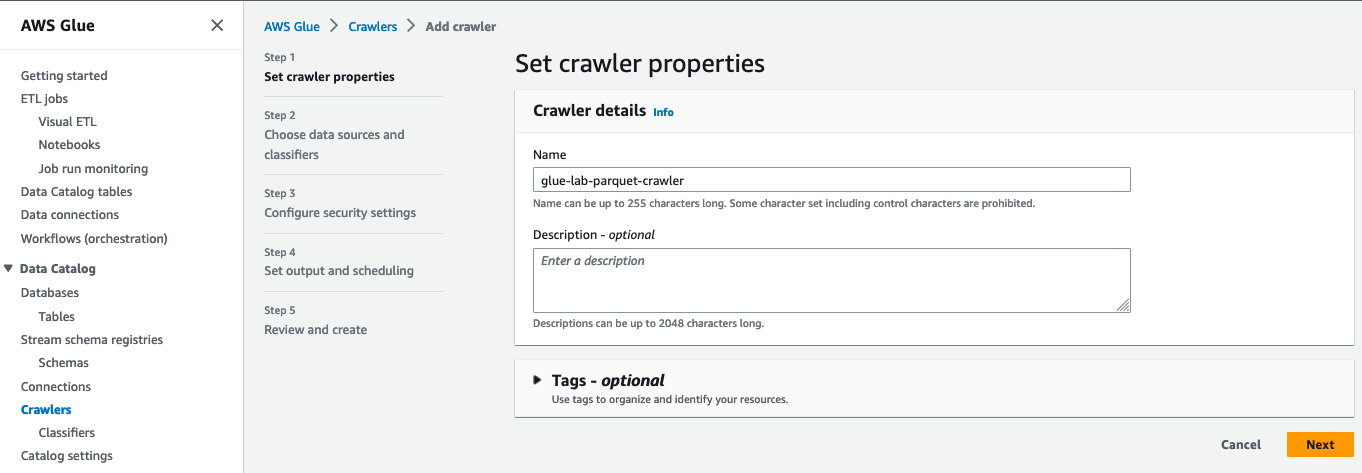 AWS Glue
Getting started
ETL jobs
Visual ETL
Notebooks
Job run monitoring
Data Catalog tables
Data connections
Workflows (orchestration)
Data Catalog
Databases
Tables
Stream schema registries
Schemas
Connections
Crawlers
Classifiers
Catalog settings
AWS Glue > Crawlers > Add crawler
Step 1
Set crawler properties
Step 2
Choose data sources and
classifiers
Step 3
Configure security settings
Step 4
Set output and scheduling
Step 5
Review and create
Set crawler properties
Crawler details Info
Name
glue-lab-parquet-crawler
Name can be up to 255 characters long. Some character set including control characters are prohibited.
Description - optional
Enter a description
Descriptions can be up to 2048 characters long.
Tags - optional
Use tags to organize and identify your resources.
Cancel Next